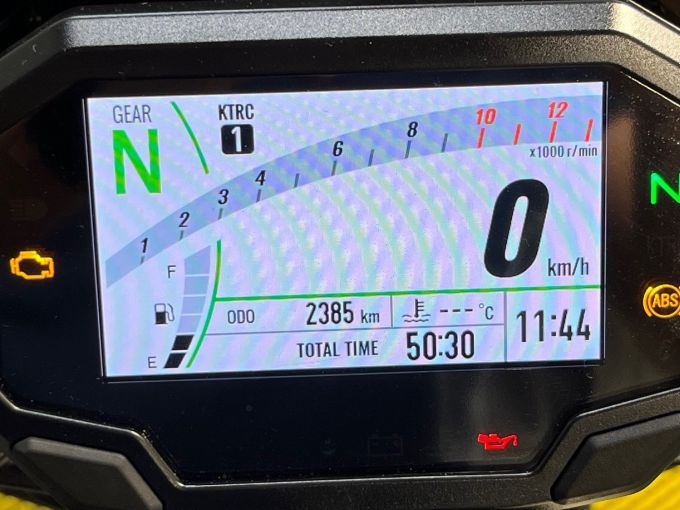 GEAR
N
KTRC
1
1 2 3 4 6 8 10 12
x1000 r/min
0 km/h
N
F
E
ODO 2385 km
---°C
TOTAL TIME 50:30
11:44
ABS